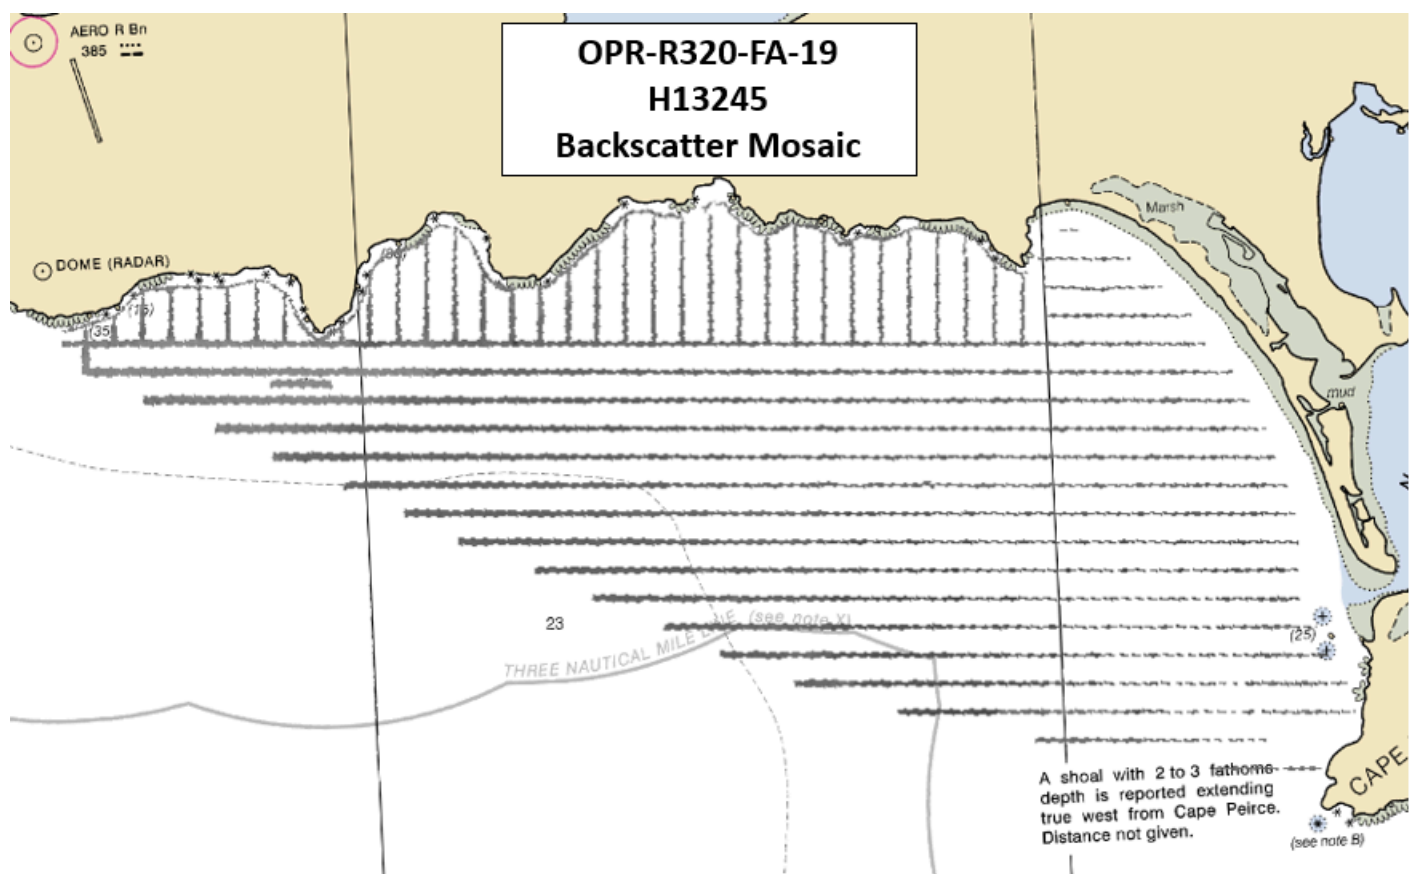 AERO R Bn
385
OPR-R320-FA-19
H13245
Backscatter Mosaic
Marsh
DOME (RADAR)
(15)
(35
mud
23
THREE NAUTICAL MILE LINE (see note X)
(25)
A shoal with 2 to 3 fathoms
depth is reported extending
true west from Cape Peirce.
Distance not given.
CAPE
(see note B)